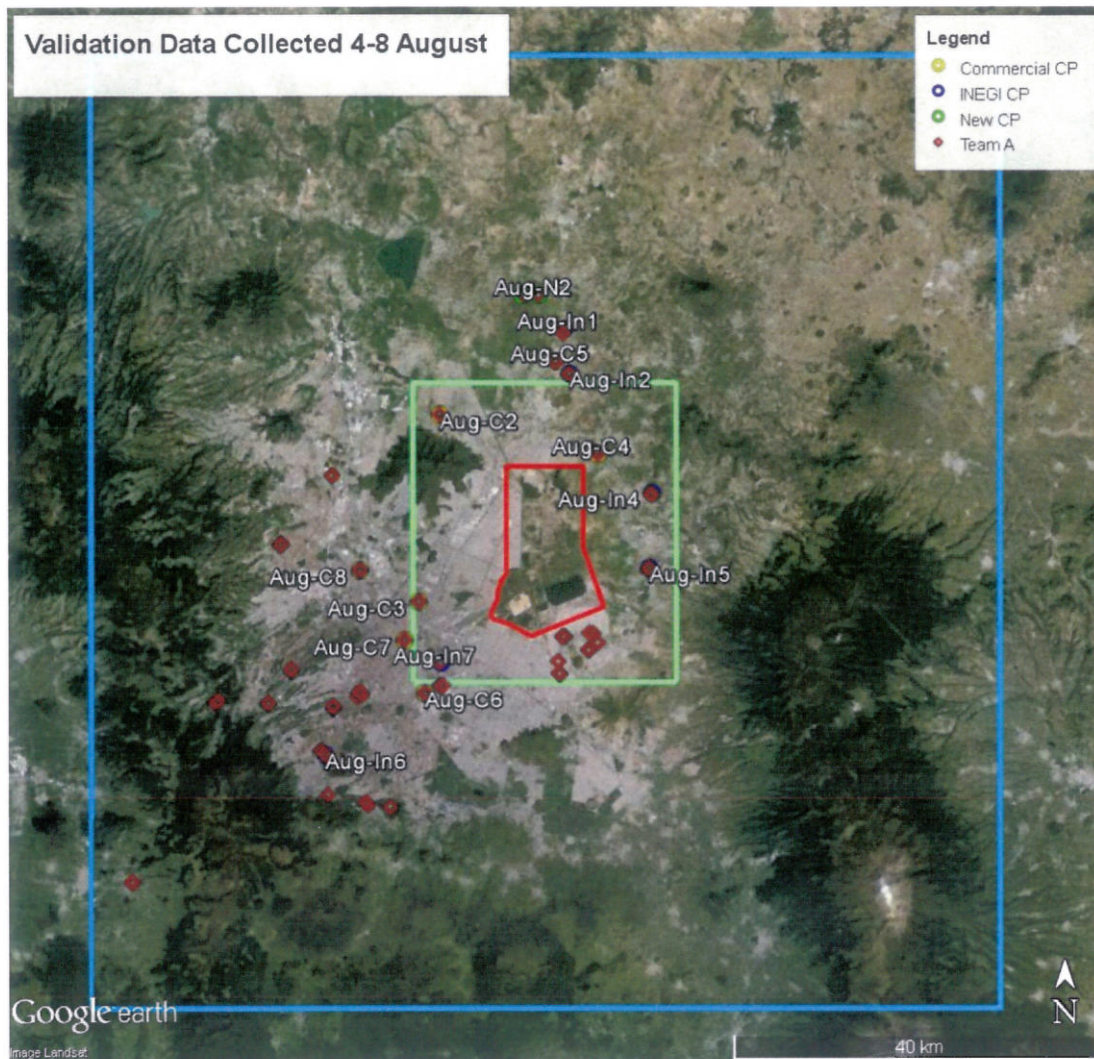 Validation Data Collected 4-8 August
Legend
Commercial CP
INEGI CP
New CP
Team A
Aug-N2
Aug-In1
Aug-C5
Aug-In2
Aug-C2
Aug-C4
Aug-In4
Aug-In5
Aug-C8
Aug-C3
Aug-C7
Aug-In7
Aug-C6
Aug-In6
Google earth
Image Landsat
N
40 km